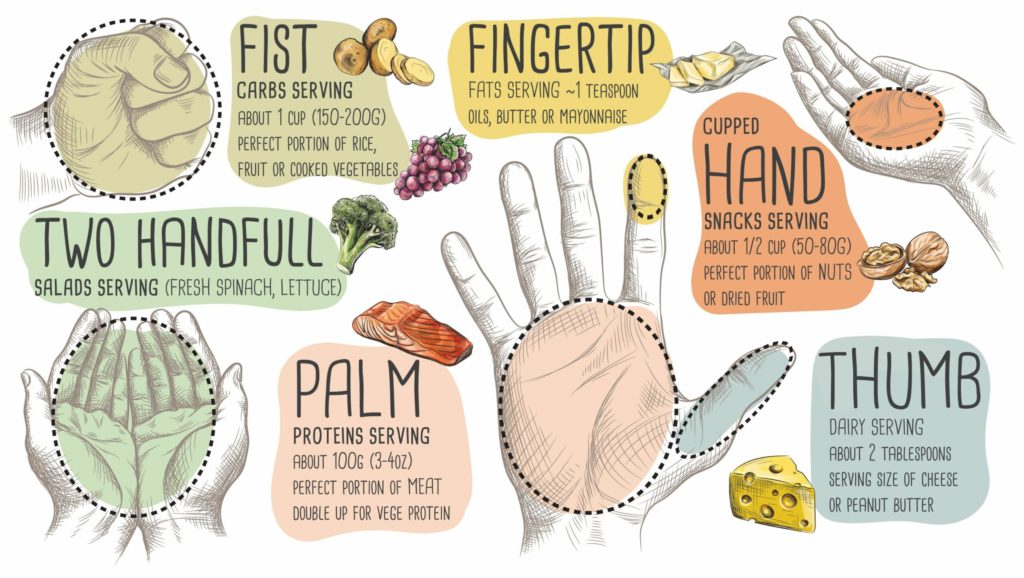 FIST
CARBS SERVING
ABOUT 1 CUP (150-200G)
PERFECT PORTION OF RICE,
FRUIT OR COOKED VEGETABLES
FINGERTIP
FATS SERVING ~1 TEASPOON
OILS, BUTTER OR MAYONNAISE
CUPPED
HAND
SNACKS SERVING
ABOUT 1/2 CUP (50-80G)
PERFECT PORTION OF NUTS
OR DRIED FRUIT
TWO HANDFULL
SALADS SERVING (FRESH SPINACH, LETTUCE)
PALM
PROTEINS SERVING
ABOUT 100G (3-4OZ)
PERFECT PORTION OF MEAT
DOUBLE UP FOR VEGE PROTEIN
THUMB
DAIRY SERVING
ABOUT 2 TABLESPOONS
SERVING SIZE OF CHEESE
OR PEANUT BUTTER